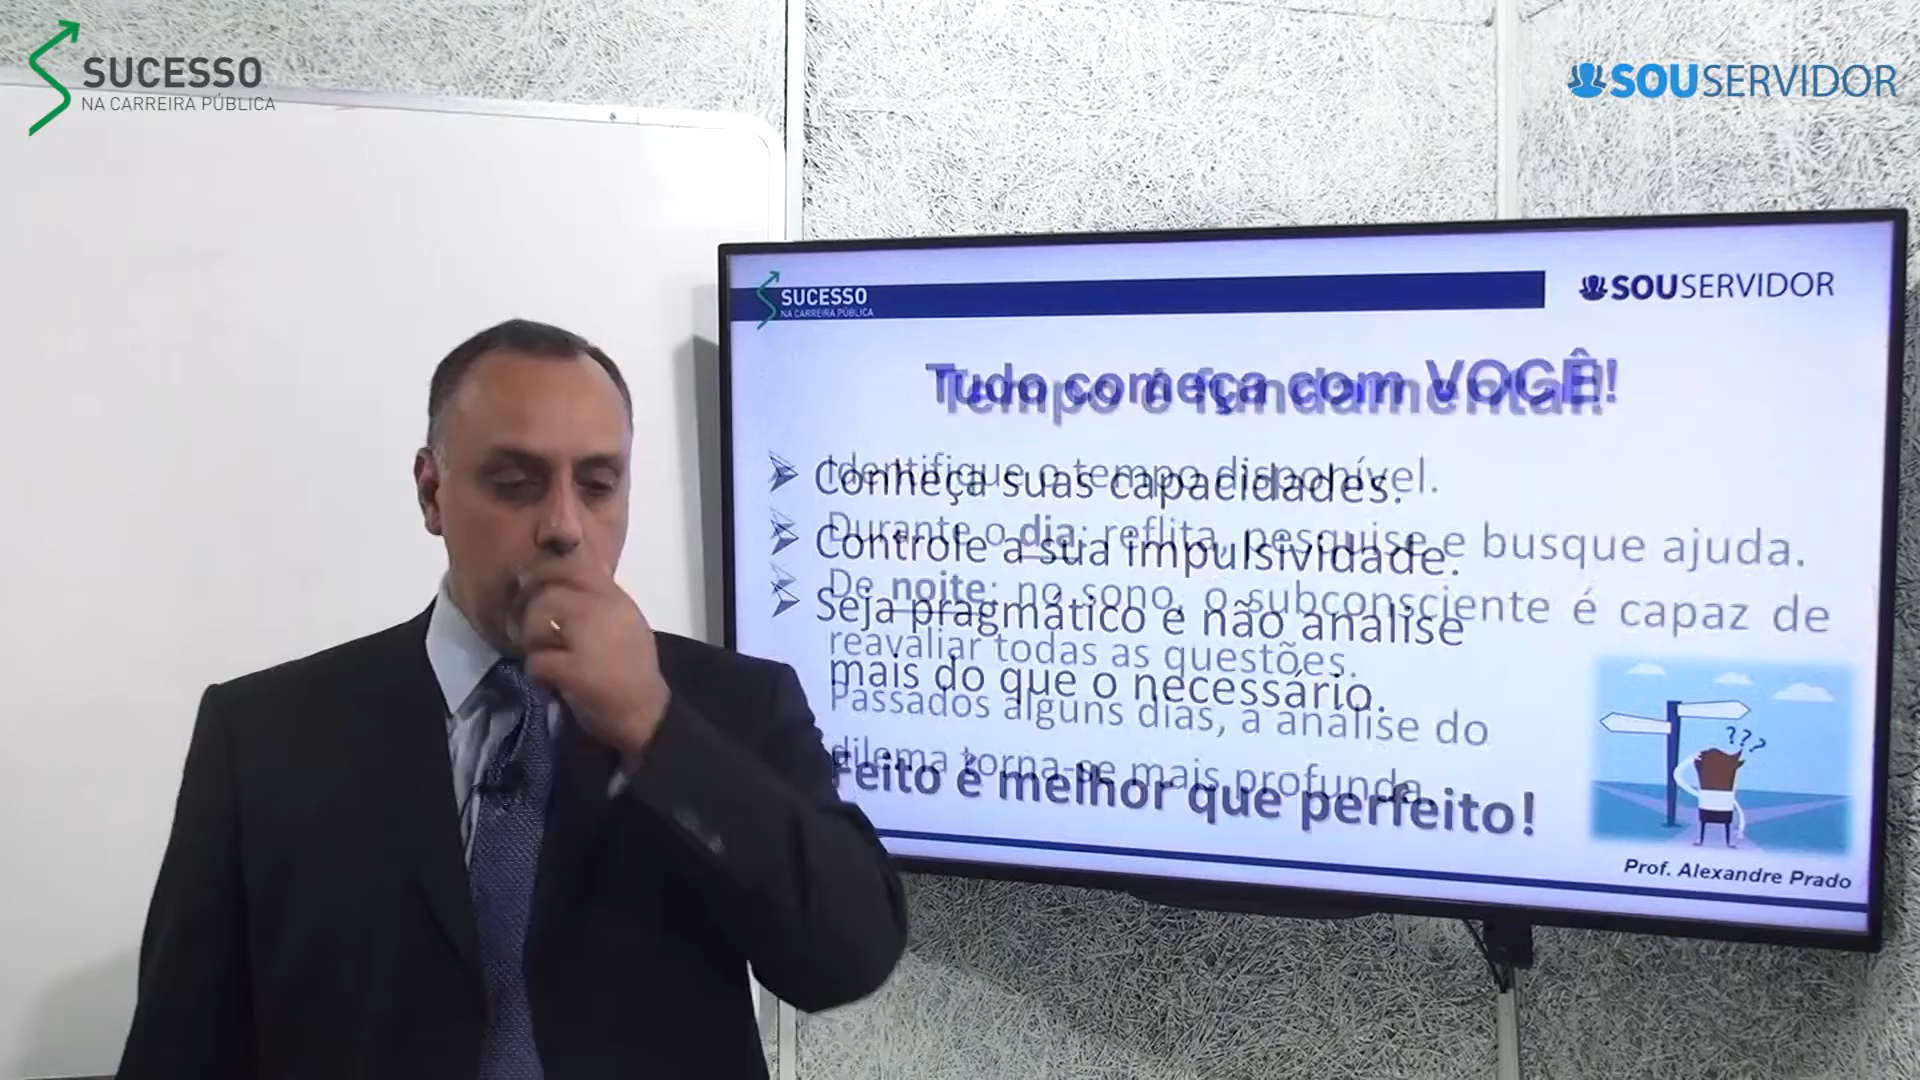 SUCESSO
NA CARREIRA PÚBLICA
SOUSERVIDOR
SUCESSO
NA CARREIRA PÚBLICA
SOUSERVIDOR
Tudo começa com VOCÊ!
Tempo é fundamental!
Identifique o tempo disponível.
Conheça suas capacidades.
Durante o dia: reflita, pesquise e busque ajuda.
Controle a sua impulsividade.
De noite: no sono, o subconsciente é capaz de
Seja pragmático e não analise
reavaliar todas as questões.
mais do que o necessário.
Passados alguns dias, a análise do
dilema torna-se mais profunda.
Feito é melhor que perfeito!
???
Prof. Alexandre Prado